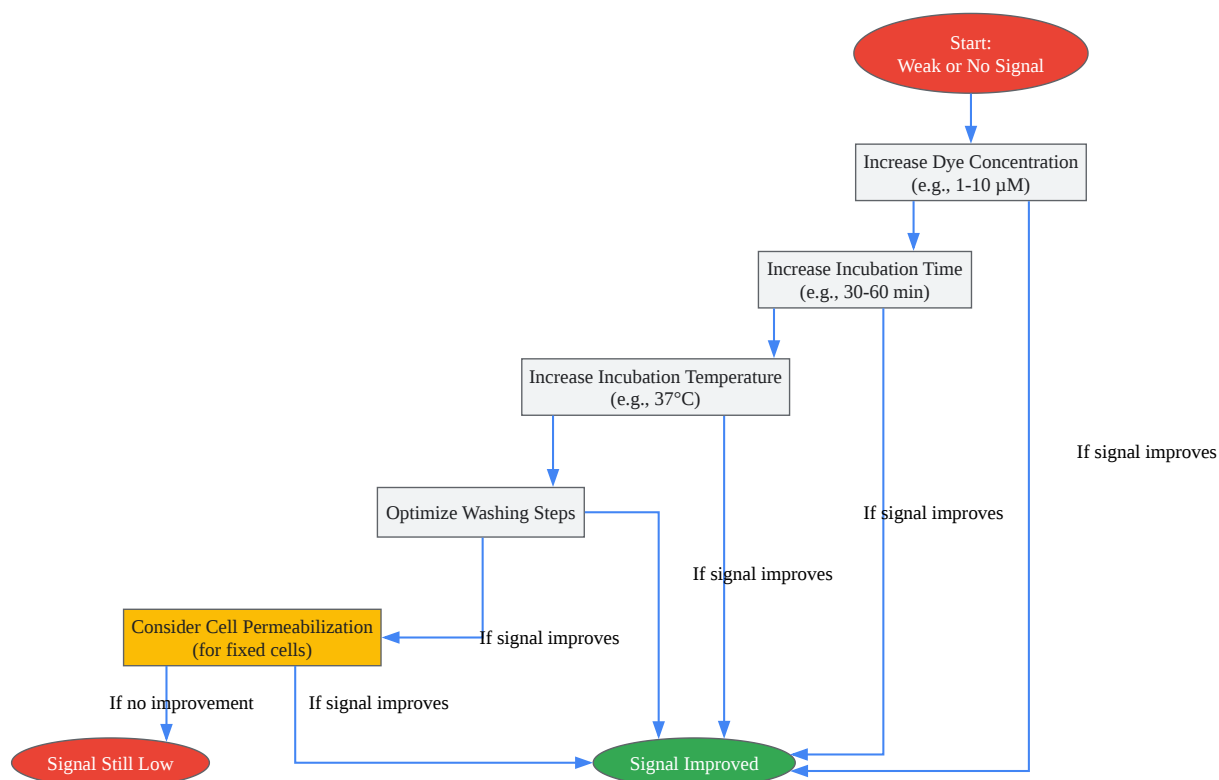 Start:
Weak or No Signal
Increase Dye Concentration
(e.g., 1-10 µM)
Increase Incubation Time
(e.g., 30-60 min)
Increase Incubation Temperature
(e.g., 37°C)
If signal improves
Optimize Washing Steps
If signal improves
If signal improves
Consider Cell Permeabilization
(for fixed cells)
If signal improves
If no improvement
If signal improves
Signal Still Low
Signal Improved